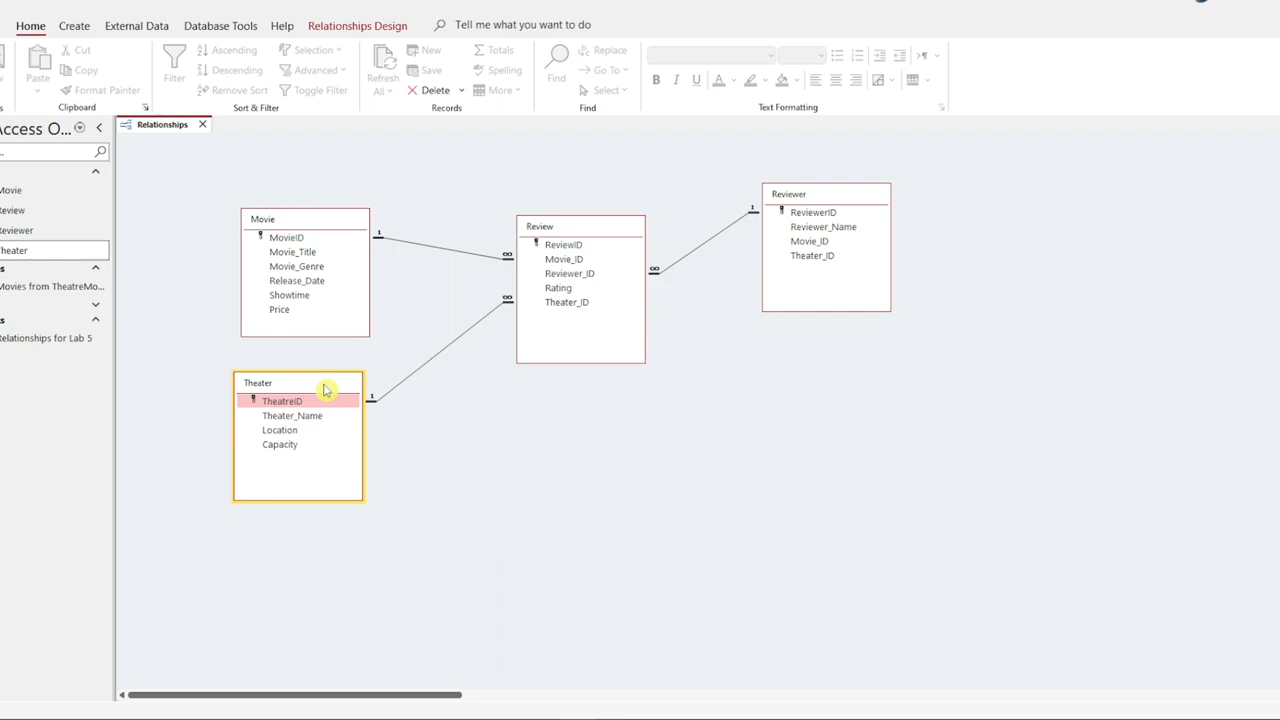 Home Create External Data Database Tools Help Relationships Design Tell me what you want to do
Paste
Cut
Copy
Format Painter
Clipboard
Filter
Ascending
Descending
Remove Sort
Selection
Advanced
Toggle Filter
Sort & Filter
Refresh
All
New
Save
Delete
Totals
Spelling
More
Records
Find
Replace
Go To
Select
Find
B I U A
Text Formatting
Access O...
Relationships
...
Movie
Review
Reviewer
Theater
s
Movies from TheatreMo...
s
Relationships for Lab 5
Movie
MovieID
Movie_Title
Movie_Genre
Release_Date
Showtime
Price
1
∞
Review
ReviewID
Movie_ID
Reviewer_ID
Rating
Theater_ID
∞
∞
1
Reviewer
ReviewerID
Reviewer_Name
Movie_ID
Theater_ID
Theater
TheatreID
Theater_Name
Location
Capacity
1